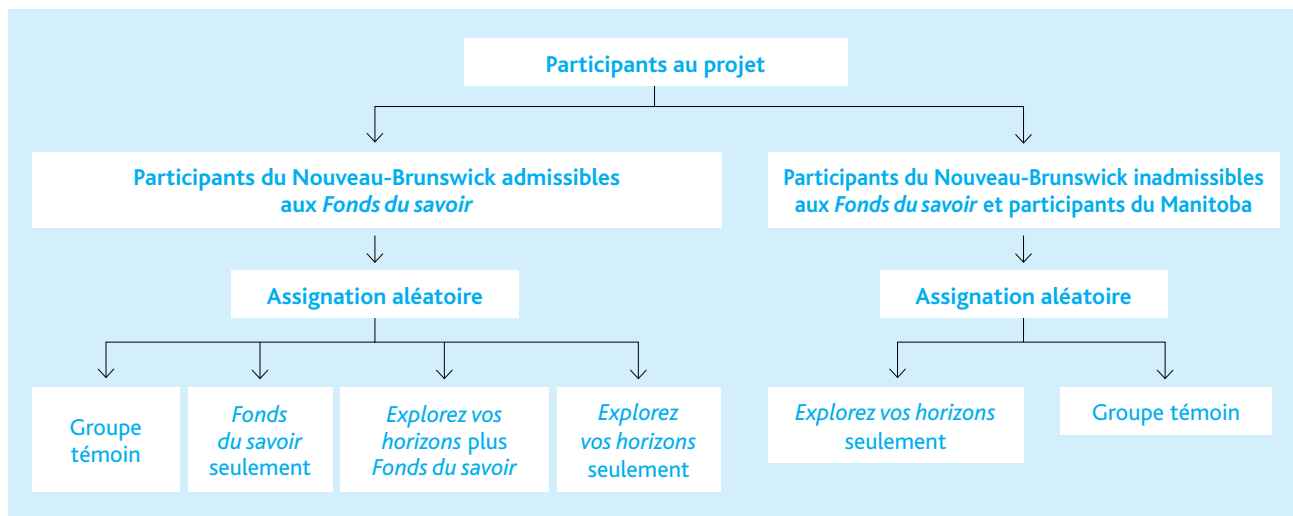 Participants au projet
Participants du Nouveau-Brunswick admissibles
aux Fonds du savoir
Participants du Nouveau-Brunswick inadmissibles
aux Fonds du savoir et participants du Manitoba
Assignation aléatoire
Assignation aléatoire
Groupe
témoin
Fonds
du savoir
seulement
Explorez vos
horizons plus
Fonds du savoir
Explorez
vos horizons
seulement
Explorez vos horizons
seulement
Groupe témoin